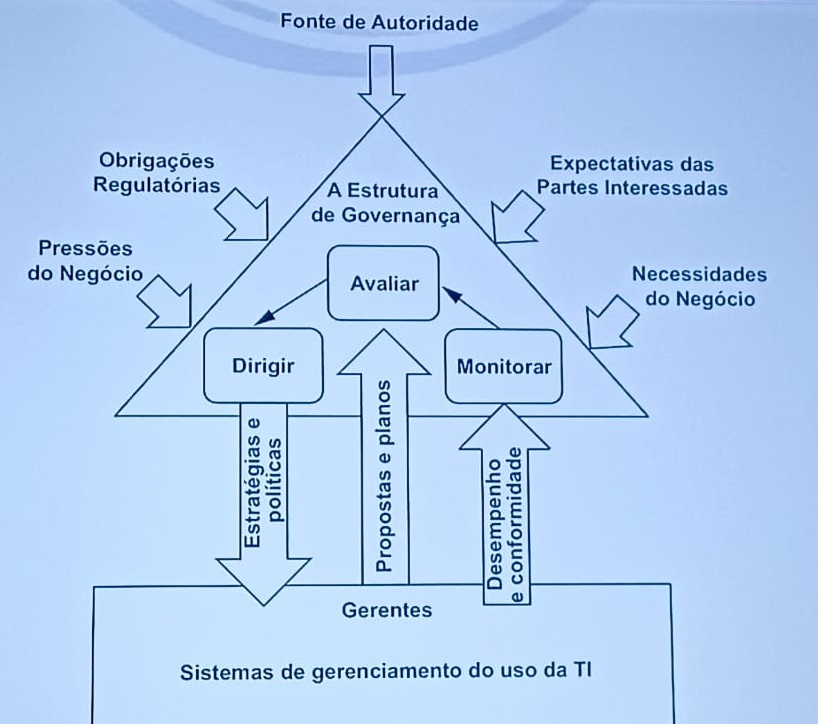 Fonte de Autoridade
Obrigações
Regulatórias
Expectativas das
Partes Interessadas
A Estrutura
de Governança
Pressões
do Negócio
Necessidades
do Negócio
Avaliar
Dirigir
Monitorar
Estratégias e
políticas
Propostas e planos
Desempenho
e conformidade
Gerentes
Sistemas de gerenciamento do uso da TI